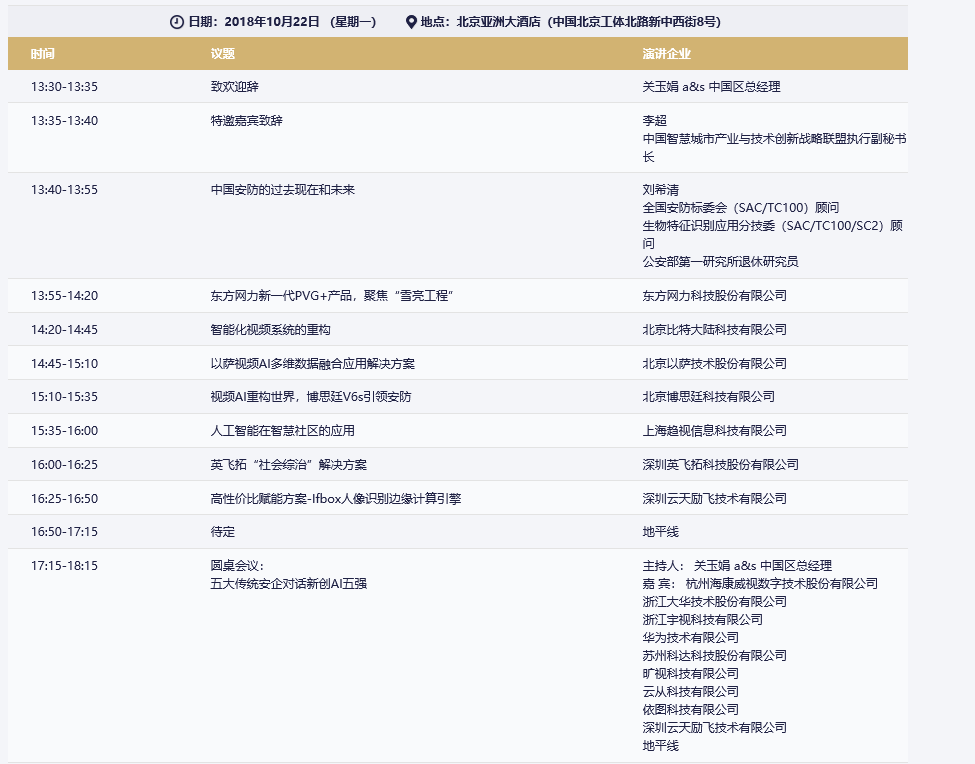 日期：2018年10月22日 （星期一） 地点：北京亚洲大酒店（中国北京工体北路新中西街8号）
时间 议题 演讲企业
13:30-13:35 致欢迎辞 关玉娟 a&s 中国区总经理
13:35-13:40 特邀嘉宾致辞 李超
中国智慧城市产业与技术创新战略联盟执行副秘书
长
13:40-13:55 中国安防的过去现在和未来 刘希清
全国安防标委会（SAC/TC100）顾问
生物特征识别应用分技委（SAC/TC100/SC2）顾
问
公安部第一研究所退休研究员
13:55-14:20 东方网力新一代PVG+产品，聚焦“雪亮工程” 东方网力科技股份有限公司
14:20-14:45 智能化视频系统的重构 北京比特大陆科技有限公司
14:45-15:10 以萨视频AI多维数据融合应用解决方案 北京以萨技术股份有限公司
15:10-15:35 视频AI重构世界，博思廷V6s引领安防 北京博思廷科技有限公司
15:35-16:00 人工智能在智慧社区的应用 上海趋视信息科技有限公司
16:00-16:25 英飞拓“社会综治”解决方案 深圳英飞拓科技股份有限公司
16:25-16:50 高性价比赋能方案-Ifbox人像识别边缘计算引擎 深圳云天励飞技术有限公司
16:50-17:15 待定 地平线
17:15-18:15 圆桌会议： 主持人： 关玉娟 a&s 中国区总经理
五大传统安企对话新创AI五强 嘉 宾： 杭州海康威视数字技术股份有限公司
浙江大华技术股份有限公司
浙江宇视科技有限公司
华为技术有限公司
苏州科达科技股份有限公司
旷视科技有限公司
云从科技有限公司
依图科技有限公司
深圳云天励飞技术有限公司
地平线